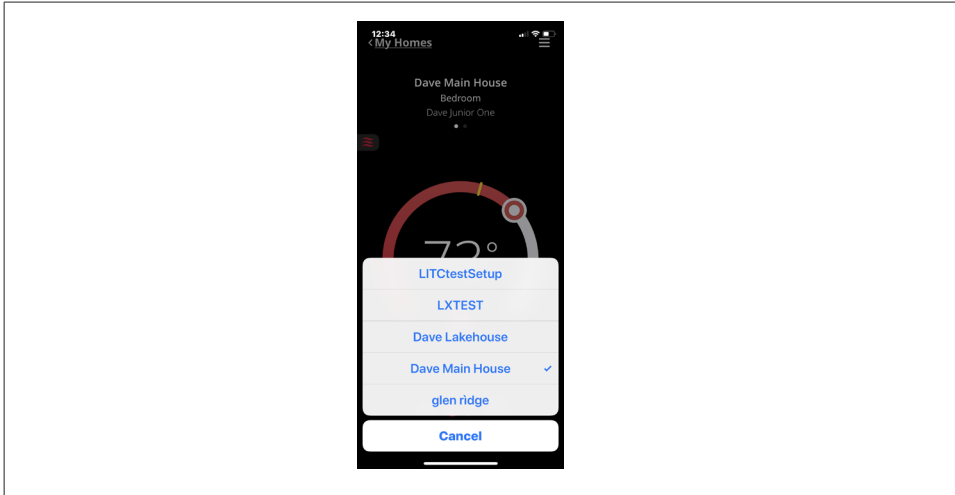 12:34
My Homes
Dave Main House
Bedroom
Dave Junior One
LITCtestSetup
LXTEST
Dave Lakehouse
Dave Main House
glen ridge
Cancel